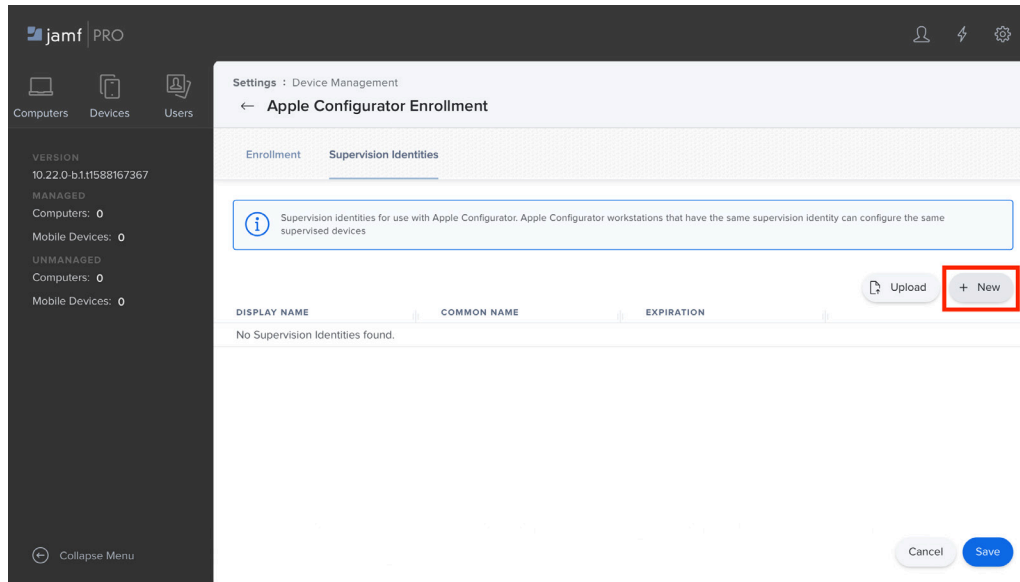 jamf PRO
Computers Devices Users
VERSION
10.22.0-b.1.t1588167367
MANAGED
Computers: 0
Mobile Devices: 0
UNMANAGED
Computers: 0
Mobile Devices: 0
Collapse Menu
Settings : Device Management
← Apple Configurator Enrollment
Enrollment Supervision Identities
Supervision identities for use with Apple Configurator. Apple Configurator workstations that have the same supervision identity can configure the same
supervised devices
Upload + New
DISPLAY NAME COMMON NAME EXPIRATION
No Supervision Identities found.
Cancel Save